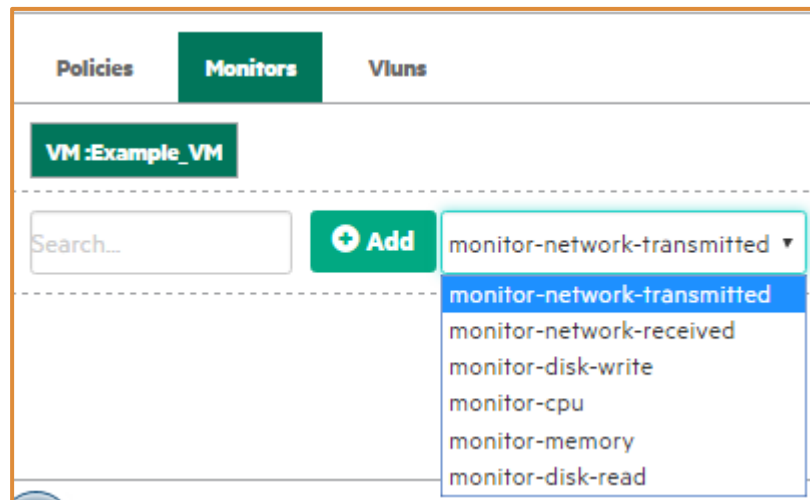 Policies Monitors Vluns
VM :Example_VM
Search... Add monitor-network-transmitted
monitor-network-transmitted
monitor-network-received
monitor-disk-write
monitor-cpu
monitor-memory
monitor-disk-read